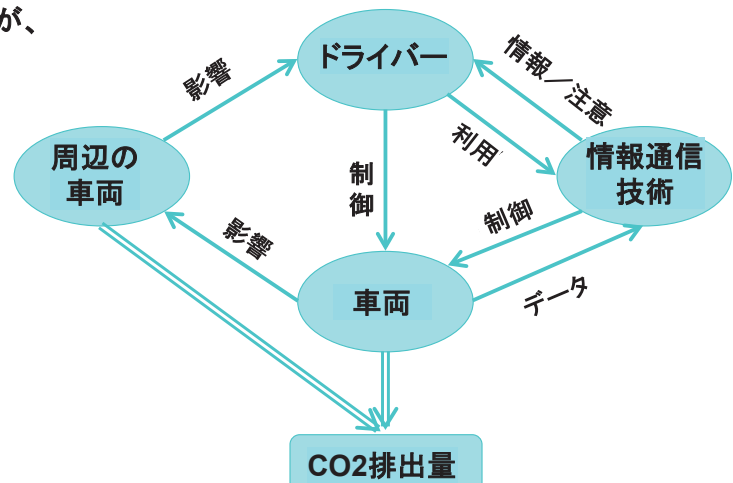 が、
ドライバー
影響
情報／注意
利用
周辺の
車両
情報通信
技術
制
御
制御
影響
車両
データ
CO2排出量